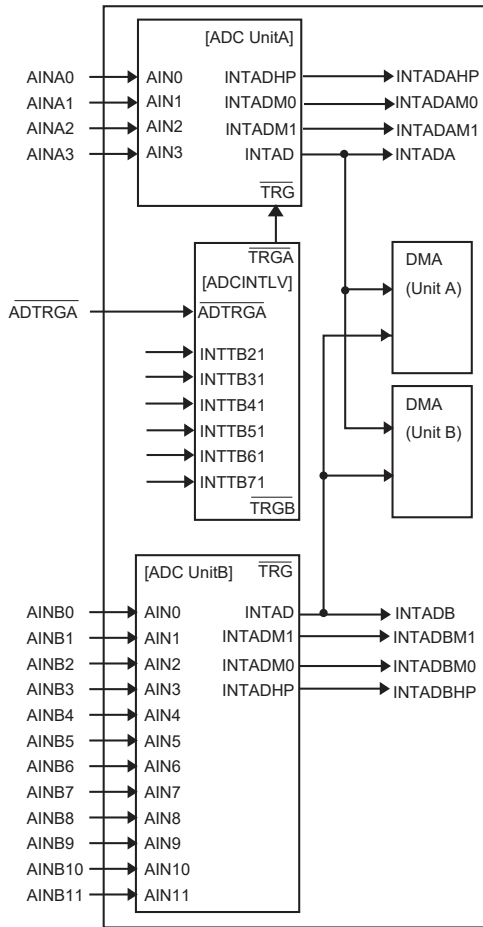 [ADC UnitA]
AINA0 AIN0 INTADHP INTADAHP
AINA1 AIN1 INTADM0 INTADAM0
AINA2 AIN2 INTADM1 INTADAM1
AINA3 AIN3 INTAD INTADA
TRG
TRGA
[ADCINTLV]
ADTRGA ADTRGA
INTTB21
INTTB31
INTTB41
INTTB51
INTTB61
INTTB71
TRGB
DMA
(Unit A)
DMA
(Unit B)
[ADC UnitB] TRG
AINB0 AIN0 INTAD INTADB
AINB1 AIN1 INTADM1 INTADBM1
AINB2 AIN2 INTADM0 INTADBM0
AINB3 AIN3 INTADHP INTADBHP
AINB4 AIN4
AINB5 AIN5
AINB6 AIN6
AINB7 AIN7
AINB8 AIN8
AINB9 AIN9
AINB10 AIN10
AINB11 AIN11